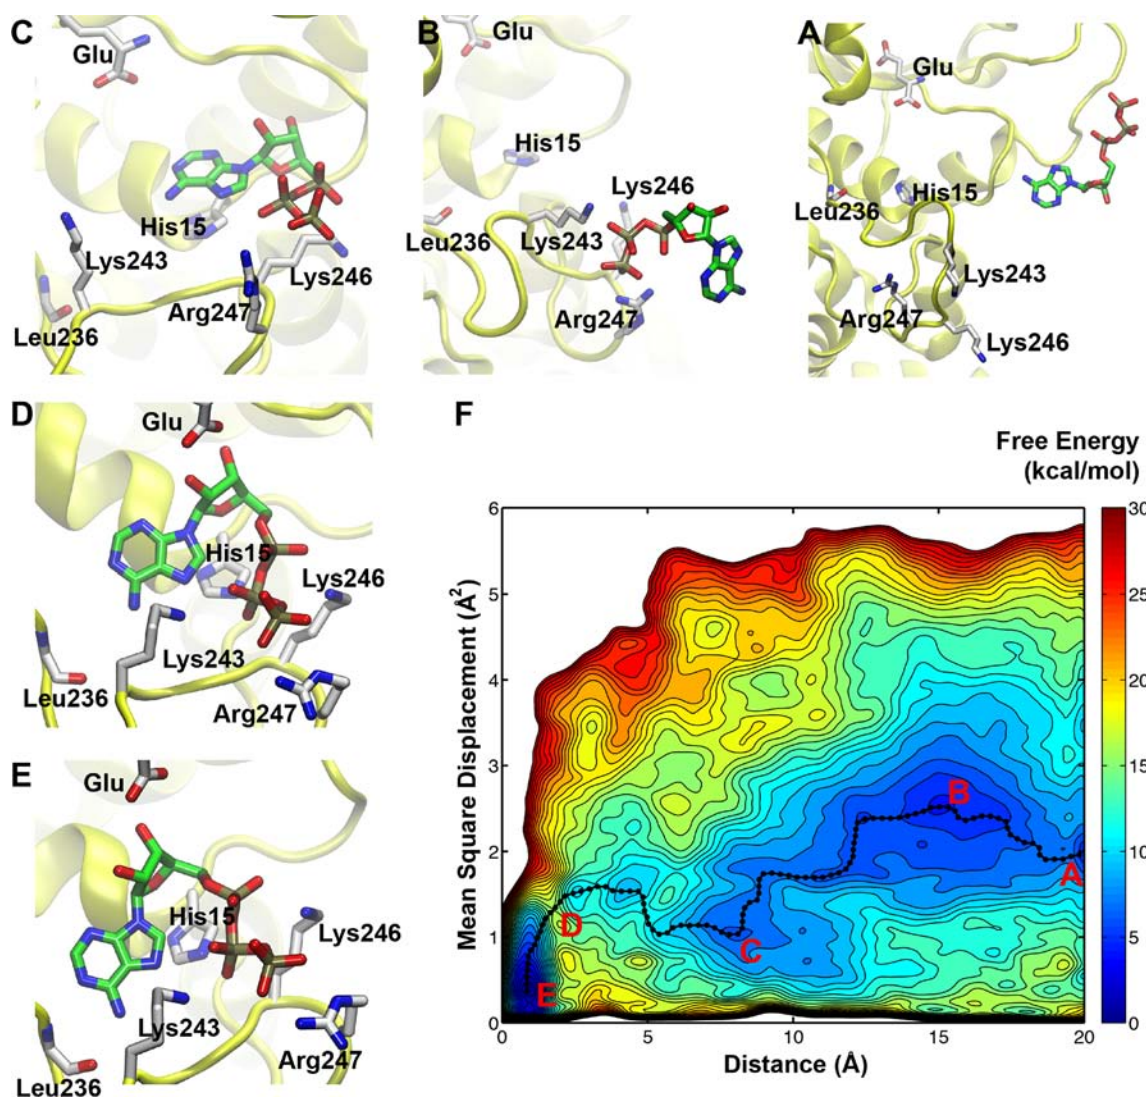 C
Glu
His15
Lys243
Lys246
Arg247
Leu236
B
Glu
His15
Lys246
Leu236
Lys243
Arg247
A
Glu
Leu236
His15
Lys243
Arg247
Lys246
D
Glu
His15
Lys246
Lys243
Leu236
Arg247
E
Glu
His15
Lys246
Lys243
Arg247
Leu236
F
Free Energy
(kcal/mol)
Mean Square Displacement (Å²)
6
5
4
3
2
1
0
B
A
D
C
E
0
5
10
15
20
Distance (Å)
30
25
20
15
10
5
0